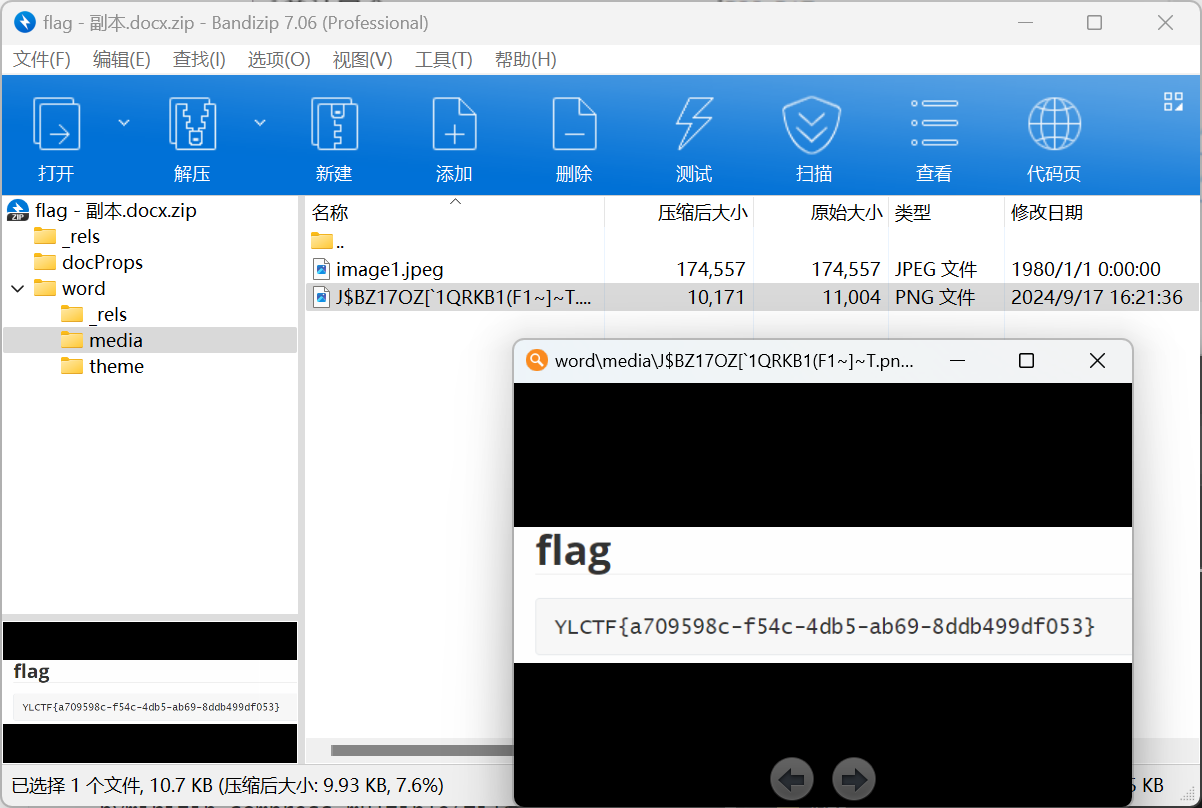 flag - 副本.docx.zip - Bandizip 7.06 (Professional)
文件(F) 编辑(E) 查找(I) 选项(O) 视图(V) 工具(T) 帮助(H)
打开 解压 新建 添加 删除 测试 扫描 查看 代码页
flag - 副本.docx.zip
_rels
docProps
word
_rels
media
theme
名称 压缩后大小 原始大小 类型 修改日期
..
image1.jpeg 174,557 174,557 JPEG 文件 1980/1/1 0:00:00
J$BZ17OZ[`1QRKB1(F1~]~T.... 10,171 11,004 PNG 文件 2024/9/17 16:21:36
word\media\J$BZ17OZ[`1QRKB1(F1~]~T.pn...
flag
YLCTF{a709598c-f54c-4db5-ab69-8ddb499df053}
flag
YLCTF{a709598c-f54c-4db5-ab69-8ddb499df053}
已选择 1 个文件, 10.7 KB (压缩后大小: 9.93 KB, 7.6%)
KB